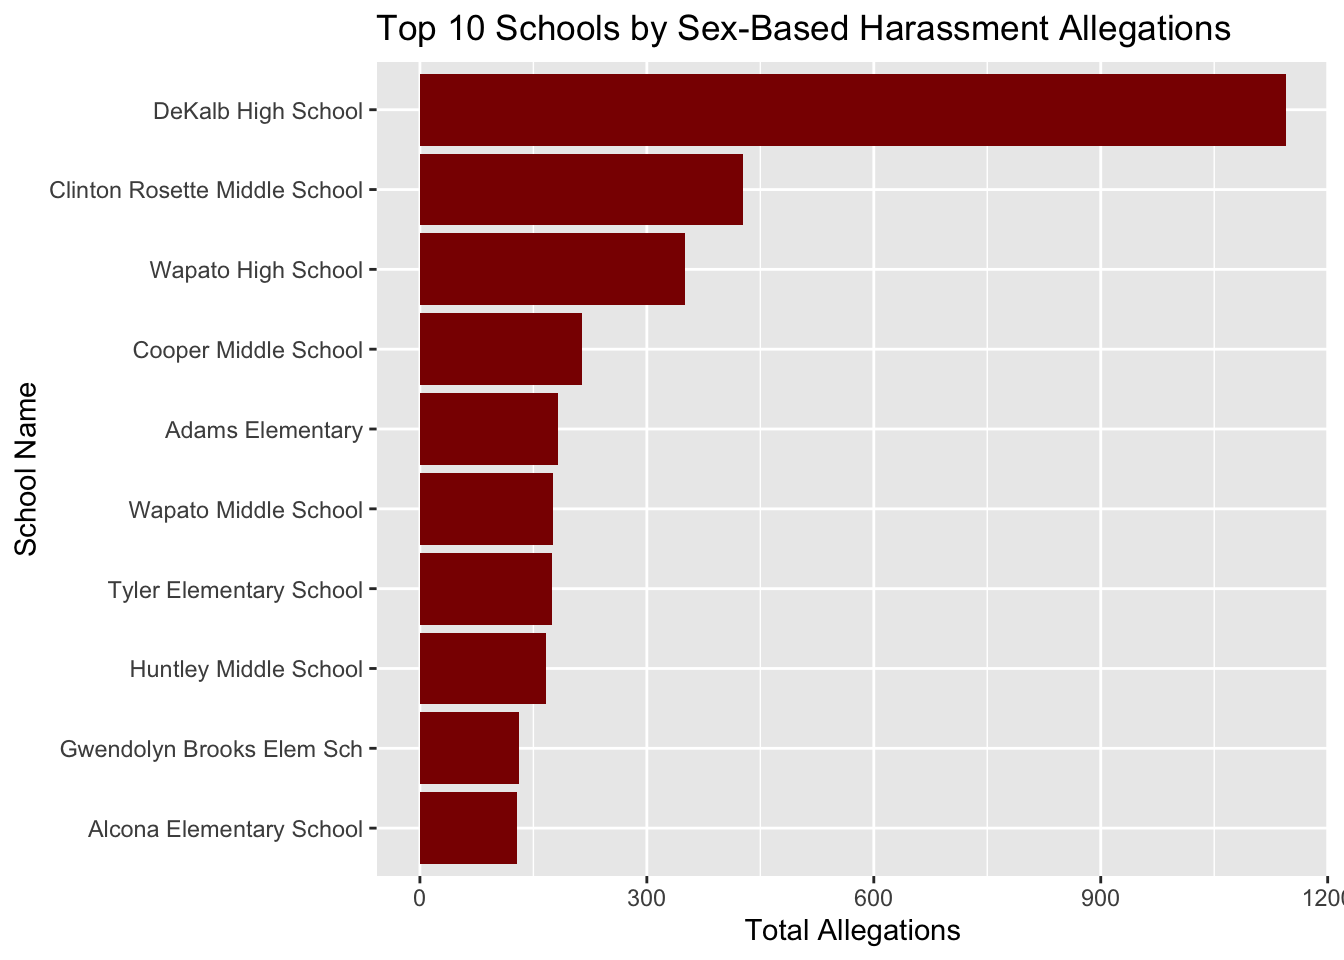 Top 10 Schools by Sex-Based Harassment Allegations
School Name
DeKalb High School
Clinton Rosette Middle School
Wapato High School
Cooper Middle School
Adams Elementary
Wapato Middle School
Tyler Elementary School
Huntley Middle School
Gwendolyn Brooks Elem Sch
Alcona Elementary School
0 300 600 900 1200
Total Allegations